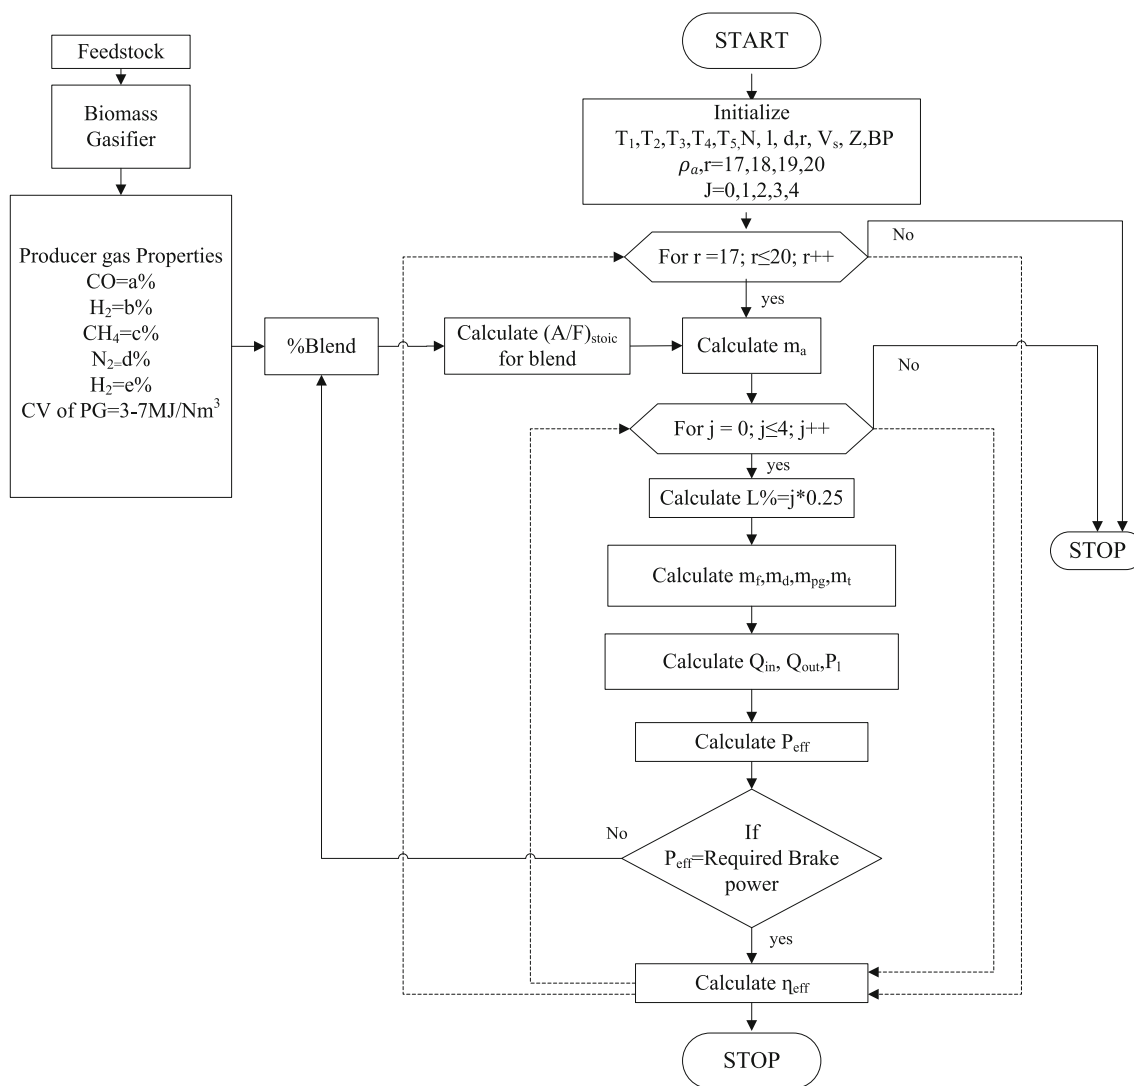 START
Feedstock
Biomass
Gasifier
Initialize
T₁,T₂,T₃,T₄,T₅,N, l, d,r, Vₛ, Z,BP
ρₐ,r=17,18,19,20
J=0,1,2,3,4
Producer gas Properties
CO=a%
H₂=b%
CH₄=c%
N₂=d%
H₂=e%
CV of PG=3-7MJ/Nm³
No
For r =17; r≤20; r++
yes
%Blend
Calculate (A/F)stoic
for blend
Calculate mₐ
No
For j = 0; j≤4; j++
yes
Calculate L%=j*0.25
STOP
Calculate mf,md,mpg,mt
Calculate Qin, Qout,Pl
Calculate Peff
No
If
Peff=Required Brake
power
yes
Calculate ηeff
STOP